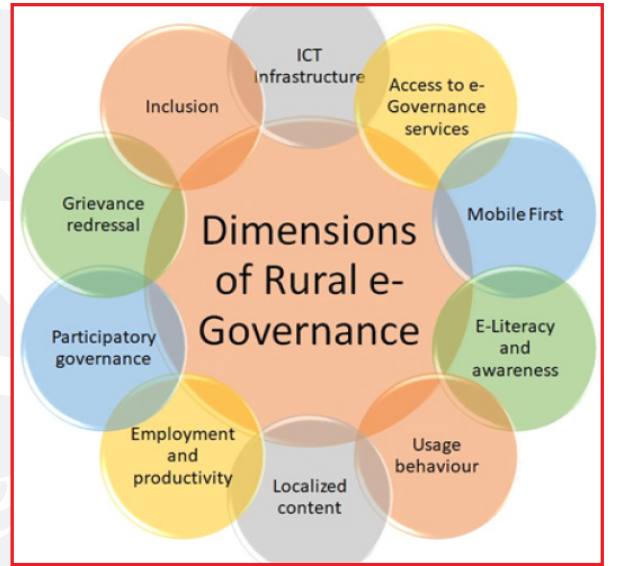 ICT
Infrastructure
Access to e-
Governance
services
Mobile First
E-Literacy
and
awareness
Usage
behaviour
Localized
content
Employment
and
productivity
Participatory
governance
Grievance
redressal
Inclusion
Dimensions
of Rural e-
Governance